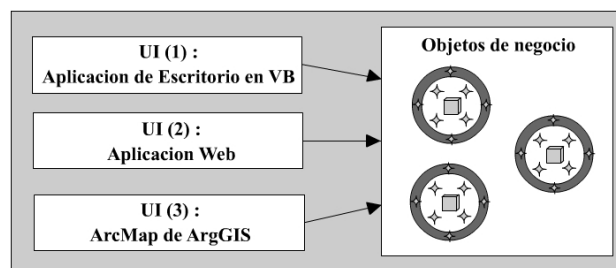 UI (1) :
Aplicacion de Escritorio en VB
UI (2) :
Aplicacion Web
UI (3) :
ArcMap de ArgGIS
Objetos de negocio